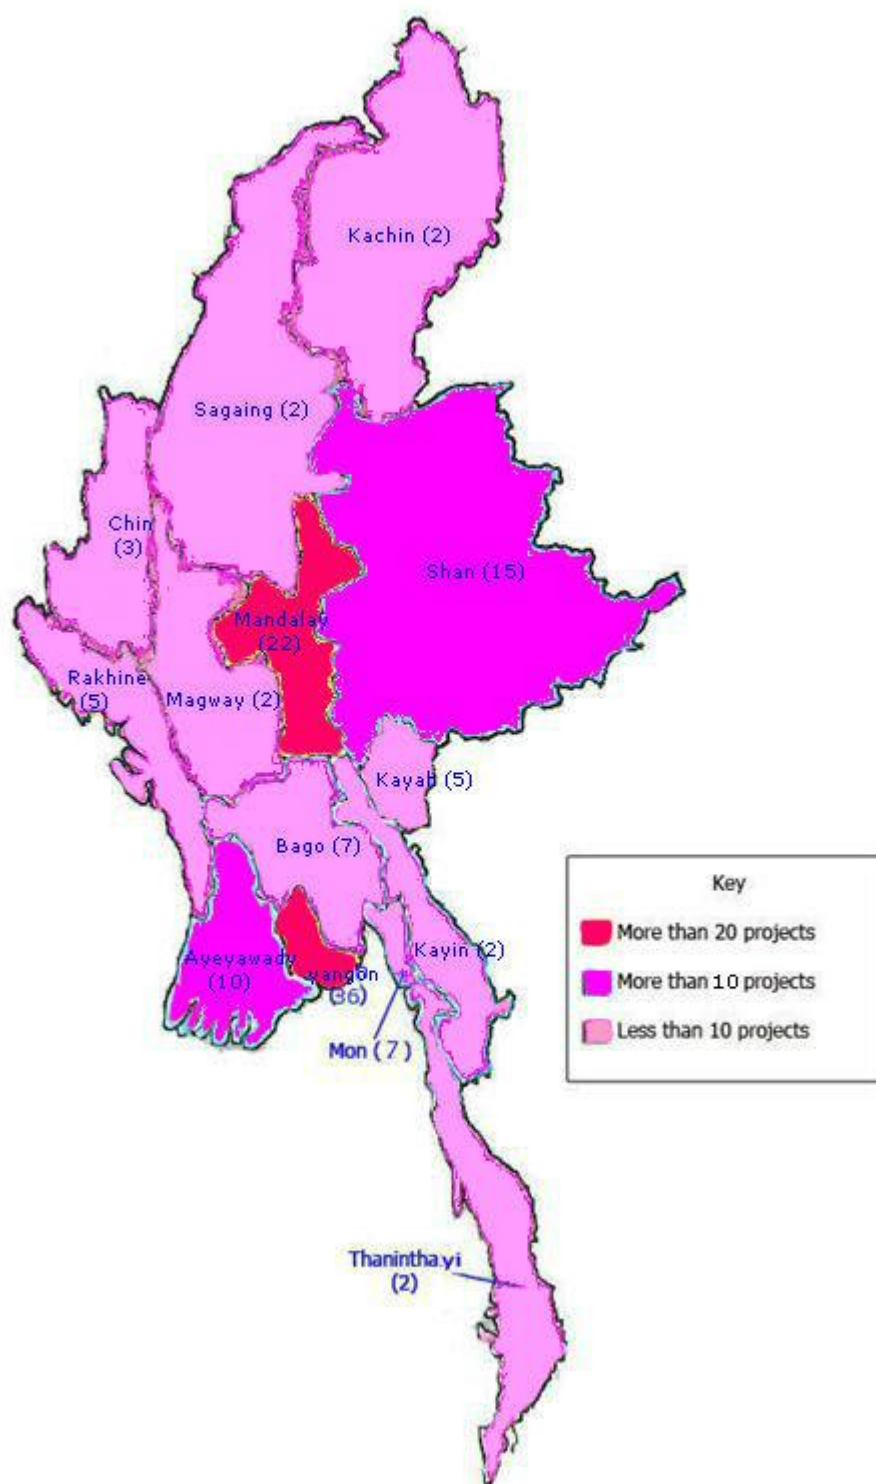 Kachin (2)
Sagaing (2)
Chin
(3)
Shan (15)
Mandalay
(22)
Rakhine
(5)
Magway (2)
Kayah (5)
Bago (7)
Ayeyawady
(10)
yangon
(36)
Kayin (2)
Mon (7)
Thaninthayi
(2)
Key
More than 20 projects
More than 10 projects
Less than 10 projects